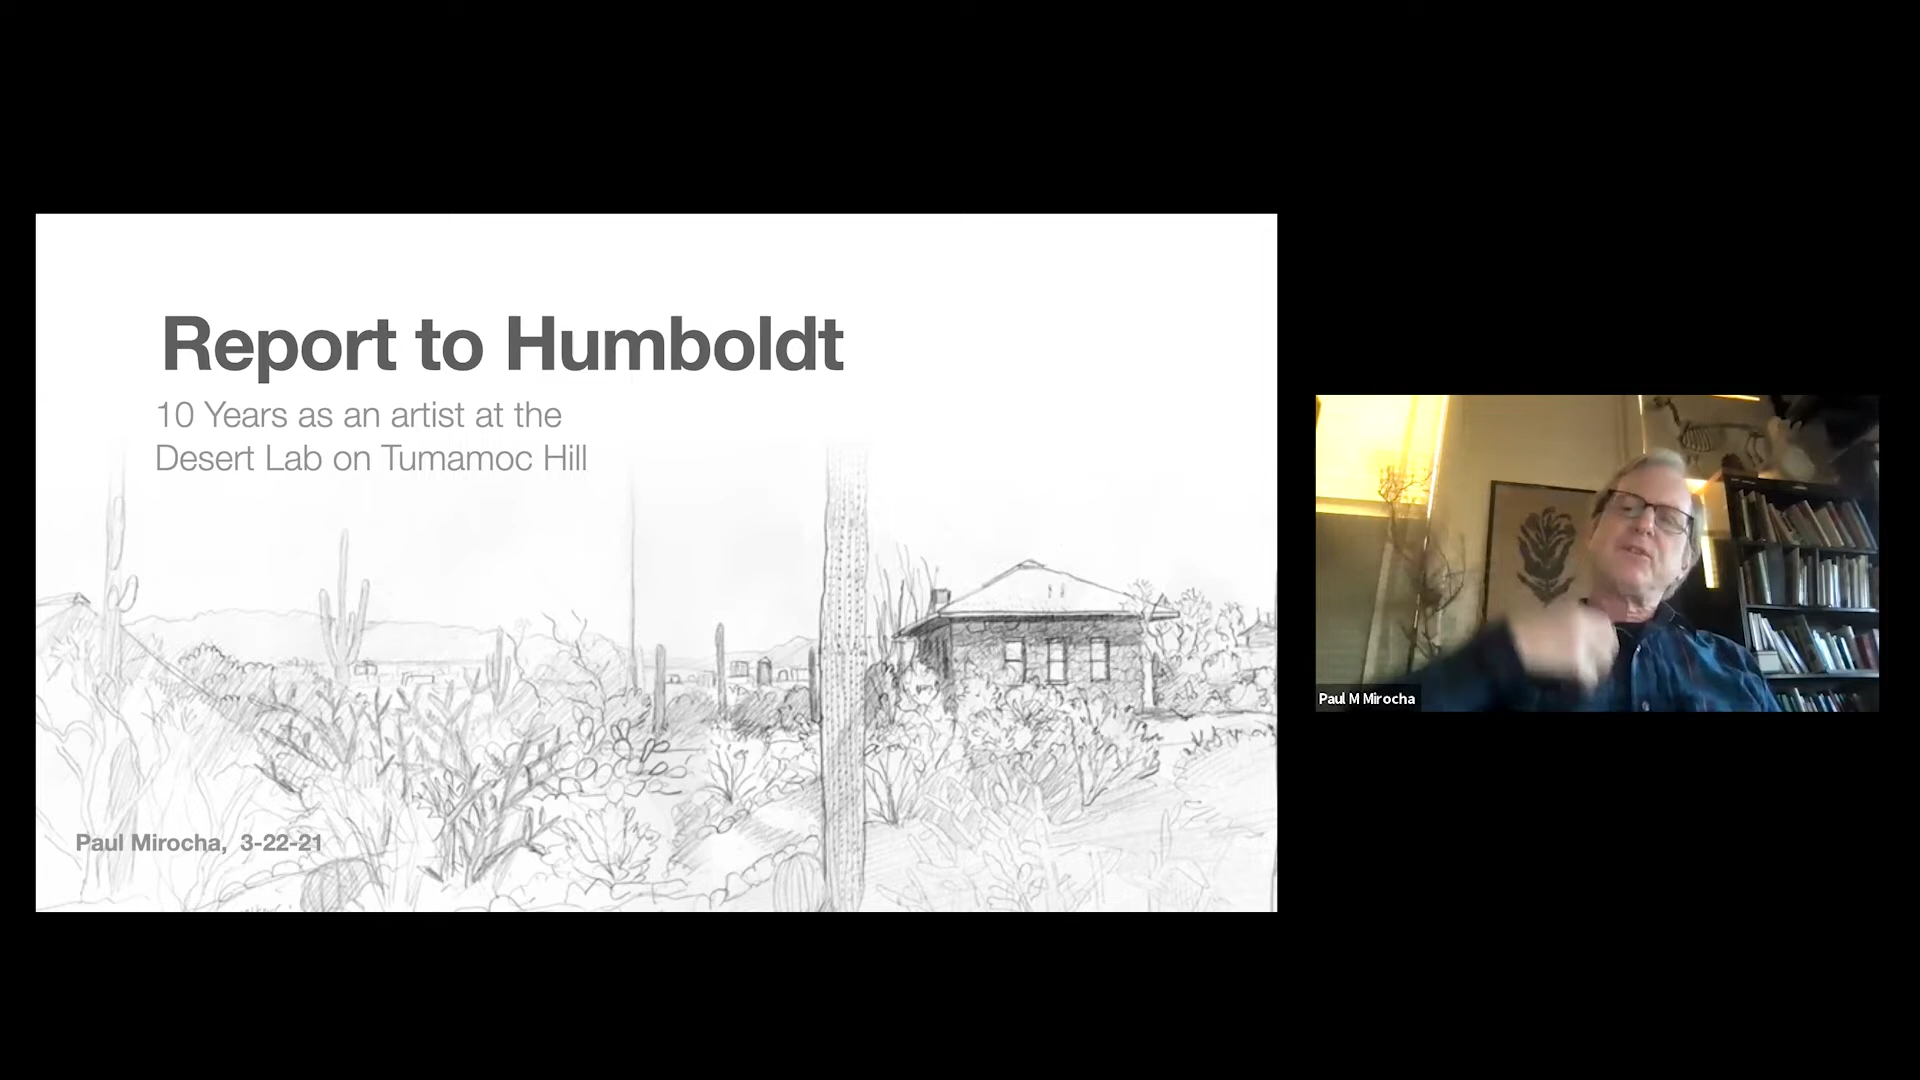 Report to Humboldt
10 Years as an artist at the
Desert Lab on Tumamoc Hill
Paul Mirocha, 3-22-21
Paul M Mirocha